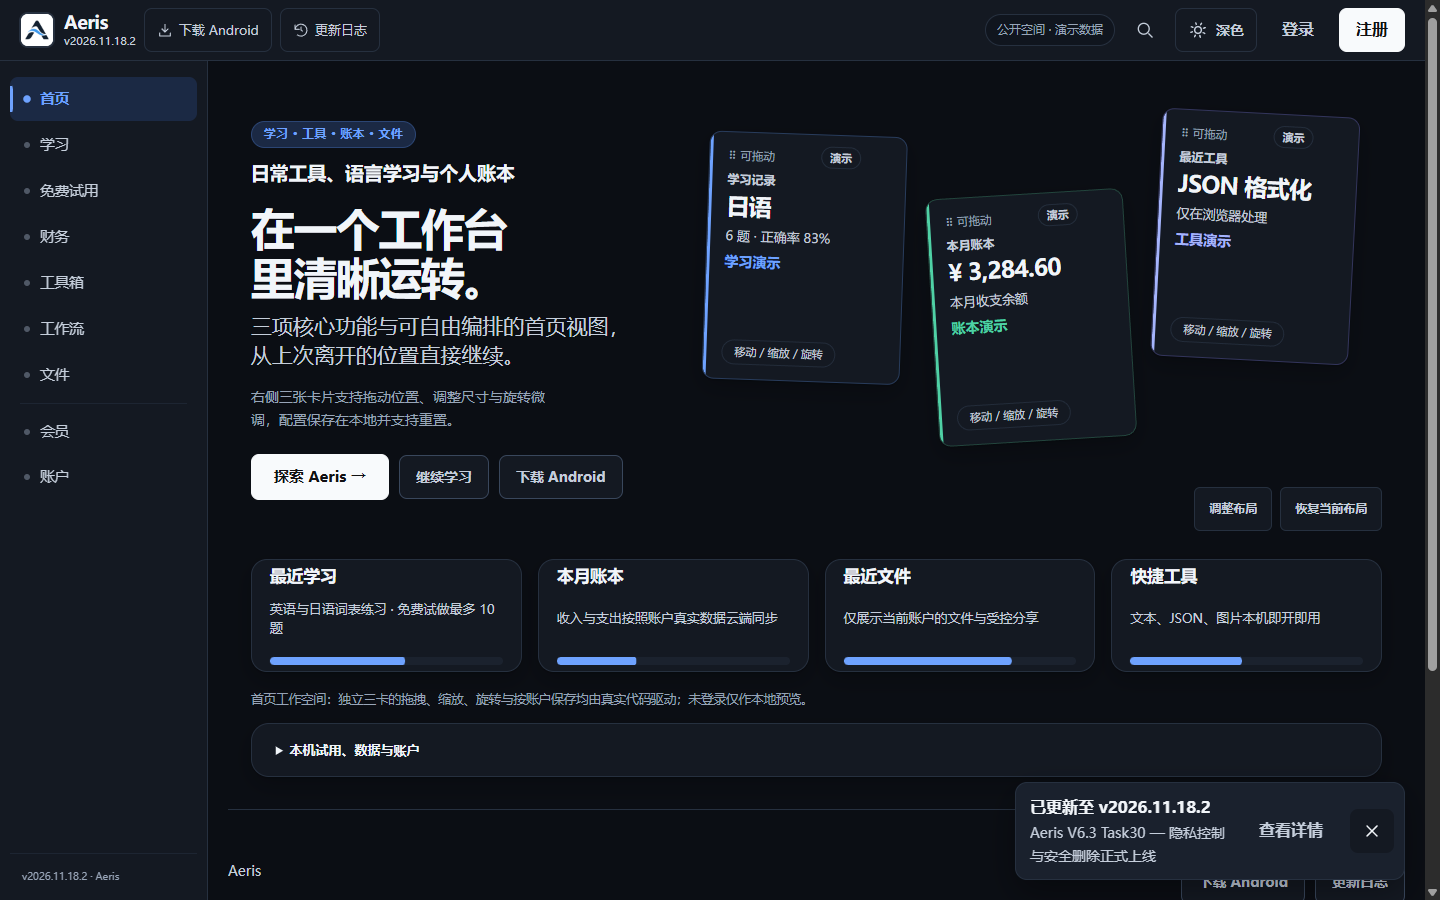 Aeris
v2026.11.18.2
下载 Android
更新日志
公开空间 · 演示数据
深色
登录
注册
首页
学习
免费试用
财务
工具箱
工作流
文件
会员
账户
v2026.11.18.2 · Aeris
学习 • 工具 • 账本 • 文件
日常工具、语言学习与个人账本
在一个工作台
里清晰运转。
三项核心功能与可自由编排的首页视图，
从上次离开的位置直接继续。
右侧三张卡片支持拖动位置、调整尺寸与旋转微
调，配置保存在本地并支持重置。
探索 Aeris →
继续学习
下载 Android
⠿ 可拖动
演示
学习记录
日语
6 题 · 正确率 83%
学习演示
移动 / 缩放 / 旋转
⠿ 可拖动
演示
本月账本
¥ 3,284.60
本月收支余额
账本演示
移动 / 缩放 / 旋转
⠿ 可拖动
演示
最近工具
JSON 格式化
仅在浏览器处理
工具演示
移动 / 缩放 / 旋转
调整布局
恢复当前布局
最近学习
英语与日语词表练习 · 免费试做最多 10
题
本月账本
收入与支出按照账户真实数据云端同步
最近文件
仅展示当前账户的文件与受控分享
快捷工具
文本、JSON、图片本机即开即用
首页工作空间：独立三卡的拖拽、缩放、旋转与按账户保存均由真实代码驱动；未登录仅作本地预览。
▶ 本机试用、数据与账户
已更新至 v2026.11.18.2
Aeris V6.3 Task30 — 隐私控制
与安全删除正式上线
查看详情
Aeris
下载 Android
更新日志